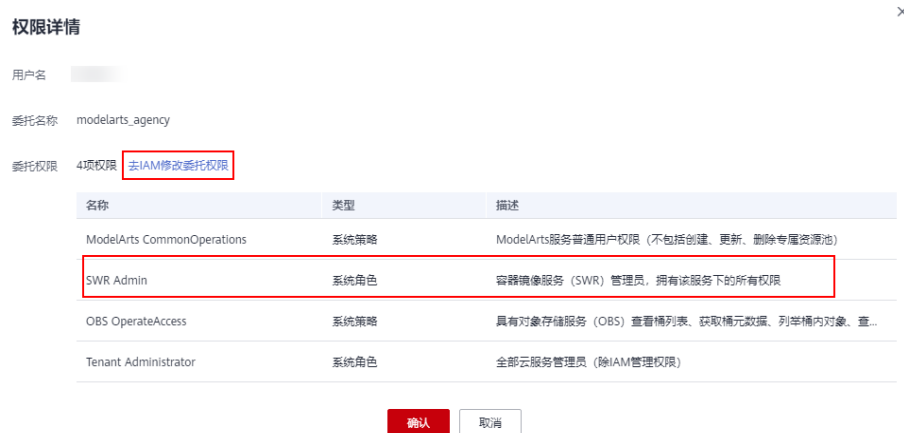 权限详情
用户名
委托名称 modelarts_agency
委托权限 4项权限 去IAM修改委托权限
名称 类型 描述
ModelArts CommonOperations 系统策略 ModelArts服务普通用户权限（不包括创建、更新、删除专属资源池）
SWR Admin 系统角色 容器镜像服务（SWR）管理员，拥有该服务下的所有权限
OBS OperateAccess 系统策略 具有对象存储服务（OBS）查看桶列表、获取桶元数据、列举桶内对象、查...
Tenant Administrator 系统角色 全部云服务管理员（除IAM管理权限）
确认 取消